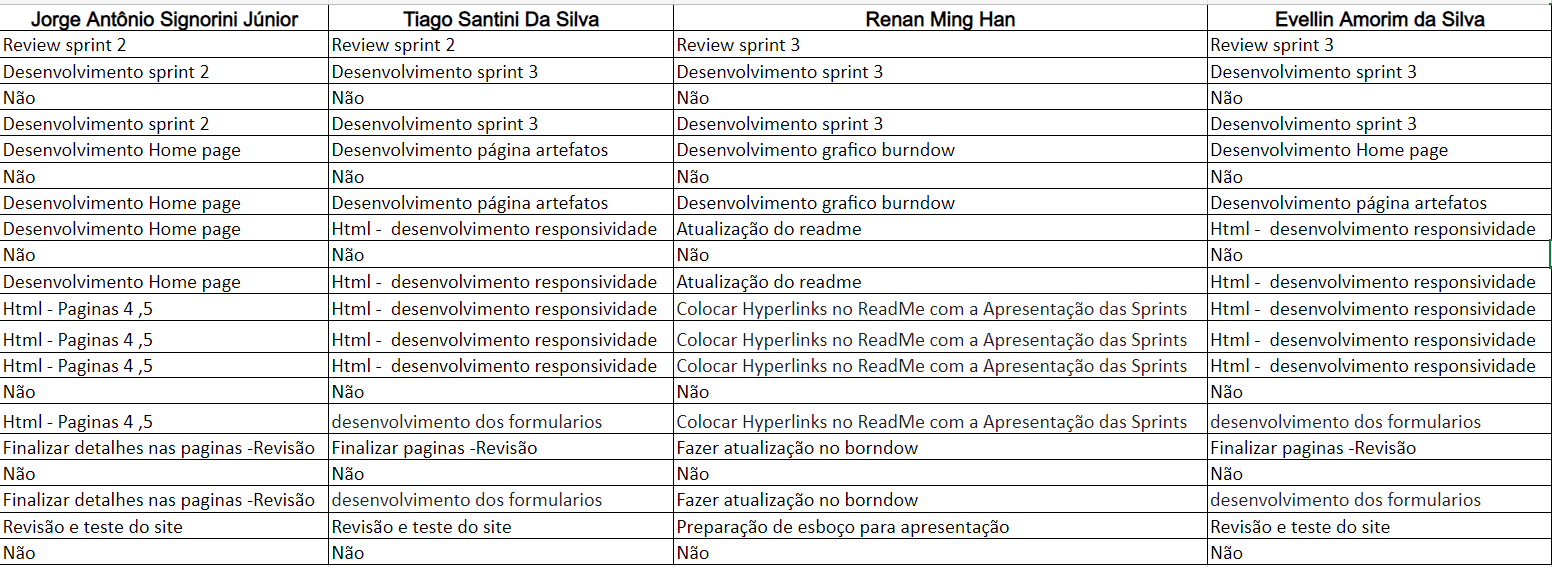 Jorge Antônio Signorini Júnior Tiago Santini Da Silva Renan Ming Han Evellin Amorim da Silva
Review sprint 2 Review sprint 2 Review sprint 3 Review sprint 3
Desenvolvimento sprint 2 Desenvolvimento sprint 3 Desenvolvimento sprint 3 Desenvolvimento sprint 3
Não Não Não Não
Desenvolvimento sprint 2 Desenvolvimento sprint 3 Desenvolvimento sprint 3 Desenvolvimento sprint 3
Desenvolvimento Home page Desenvolvimento página artefatos Desenvolvimento grafico burndow Desenvolvimento Home page
Não Não Não Não
Desenvolvimento Home page Desenvolvimento página artefatos Desenvolvimento grafico burndow Desenvolvimento página artefatos
Desenvolvimento Home page Html - desenvolvimento responsividade Atualização do readme Html - desenvolvimento responsividade
Não Não Não Não
Desenvolvimento Home page Html - desenvolvimento responsividade Atualização do readme Html - desenvolvimento responsividade
Html - Paginas 4 ,5 Html - desenvolvimento responsividade Colocar Hyperlinks no ReadMe com a Apresentação das Sprints Html - desenvolvimento responsividade
Html - Paginas 4 ,5 Html - desenvolvimento responsividade Colocar Hyperlinks no ReadMe com a Apresentação das Sprints Html - desenvolvimento responsividade
Html - Paginas 4 ,5 Html - desenvolvimento responsividade Colocar Hyperlinks no ReadMe com a Apresentação das Sprints Html - desenvolvimento responsividade
Não Não Não Não
Html - Paginas 4 ,5 desenvolvimento dos formularios Colocar Hyperlinks no ReadMe com a Apresentação das Sprints desenvolvimento dos formularios
Finalizar detalhes nas paginas -Revisão Finalizar paginas -Revisão Fazer atualização no borndow Finalizar paginas -Revisão
Não Não Não Não
Finalizar detalhes nas paginas -Revisão desenvolvimento dos formularios Fazer atualização no borndow desenvolvimento dos formularios
Revisão e teste do site Revisão e teste do site Preparação de esboço para apresentação Revisão e teste do site
Não Não Não Não